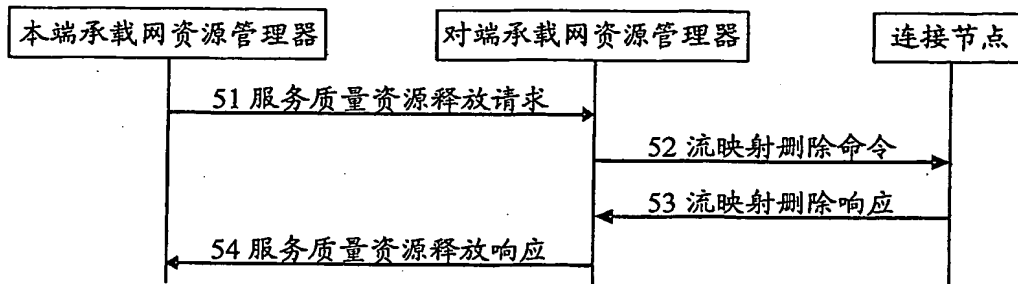 本端承载网资源管理器
对端承载网资源管理器
连接节点
51 服务质量资源释放请求
52 流映射删除命令
53 流映射删除响应
54 服务质量资源释放响应